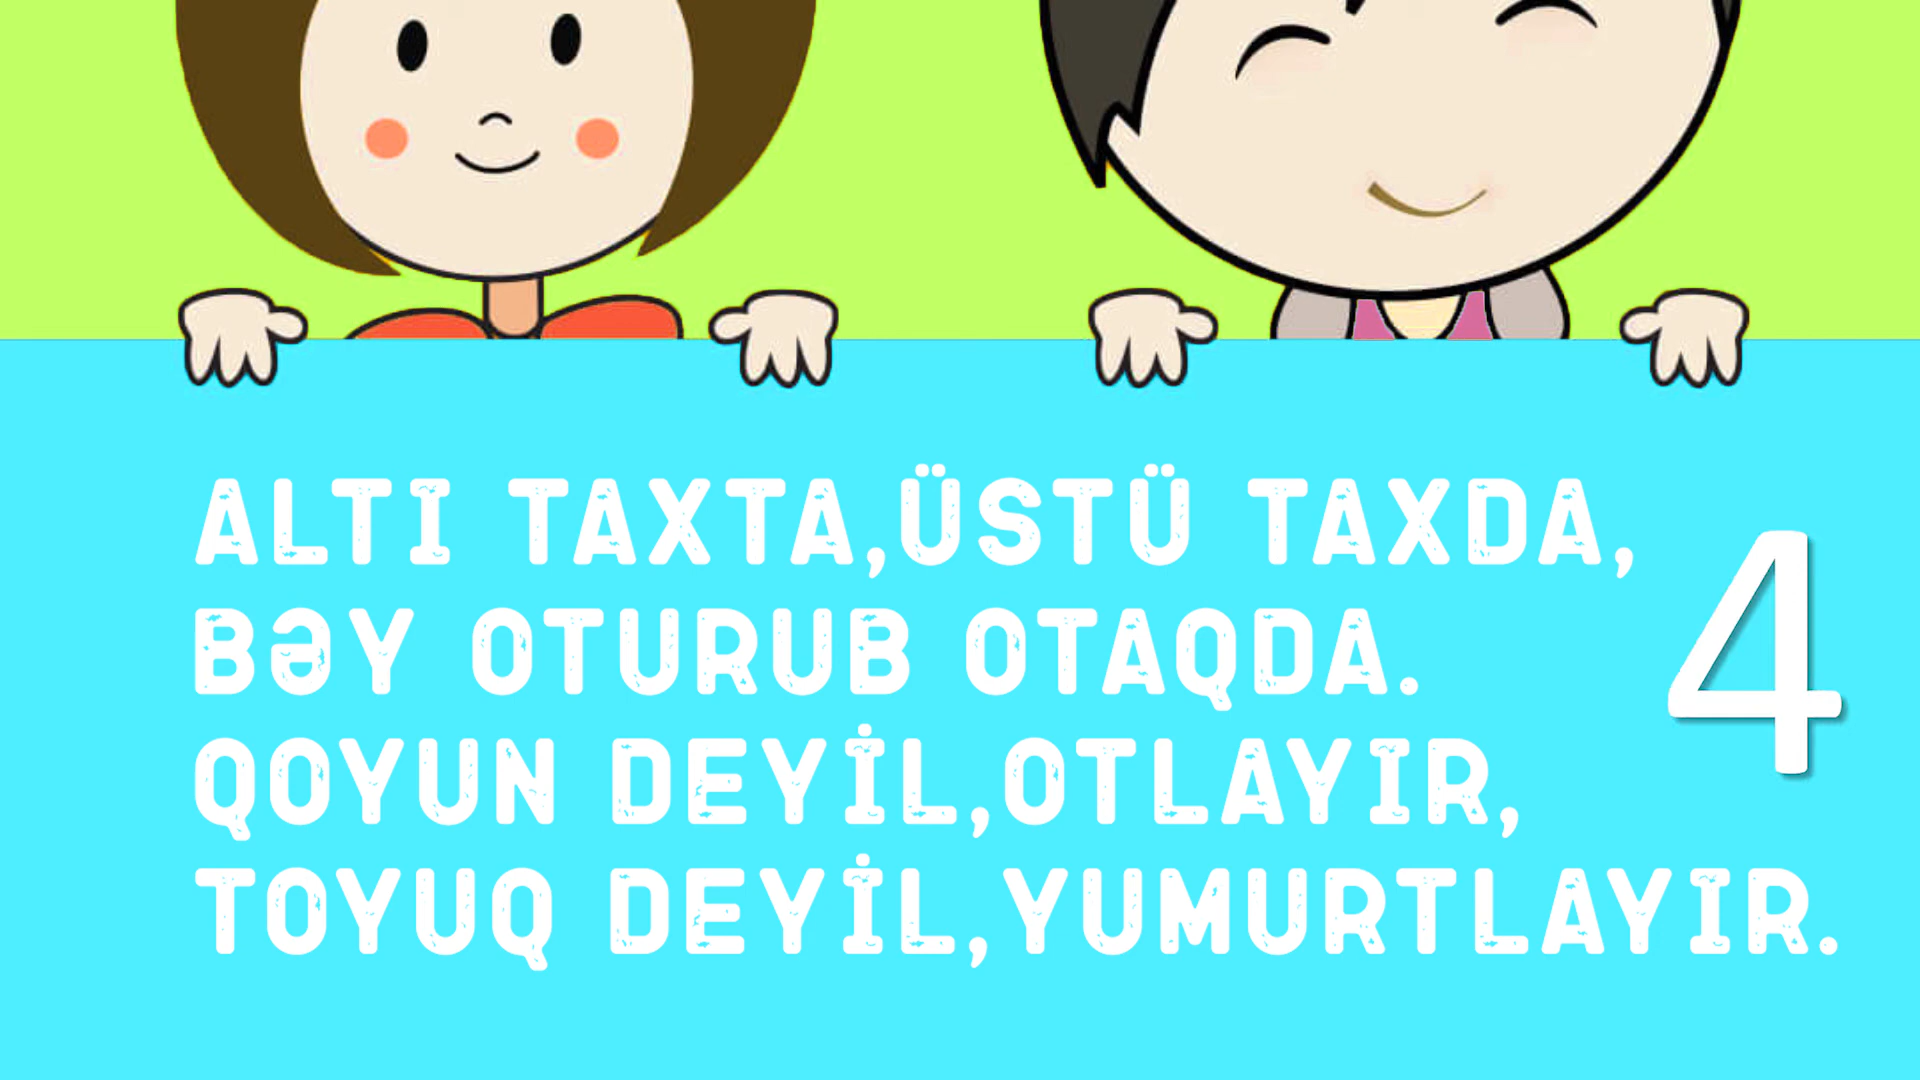 ALTI TAXTA,ÜSTÜ TAXDA,
BƏY OTURUB OTAQDA.
QOYUN DEYİL,OTLAYIR,
TOYUQ DEYİL,YUMURTLAYIR.
4